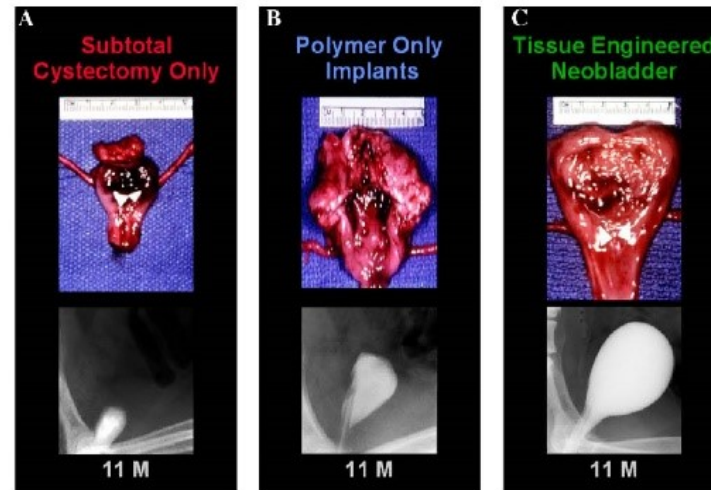 A
Subtotal
Cystectomy Only
11 M
B
Polymer Only
Implants
11 M
C
Tissue Engineered
Neobladder
11 M